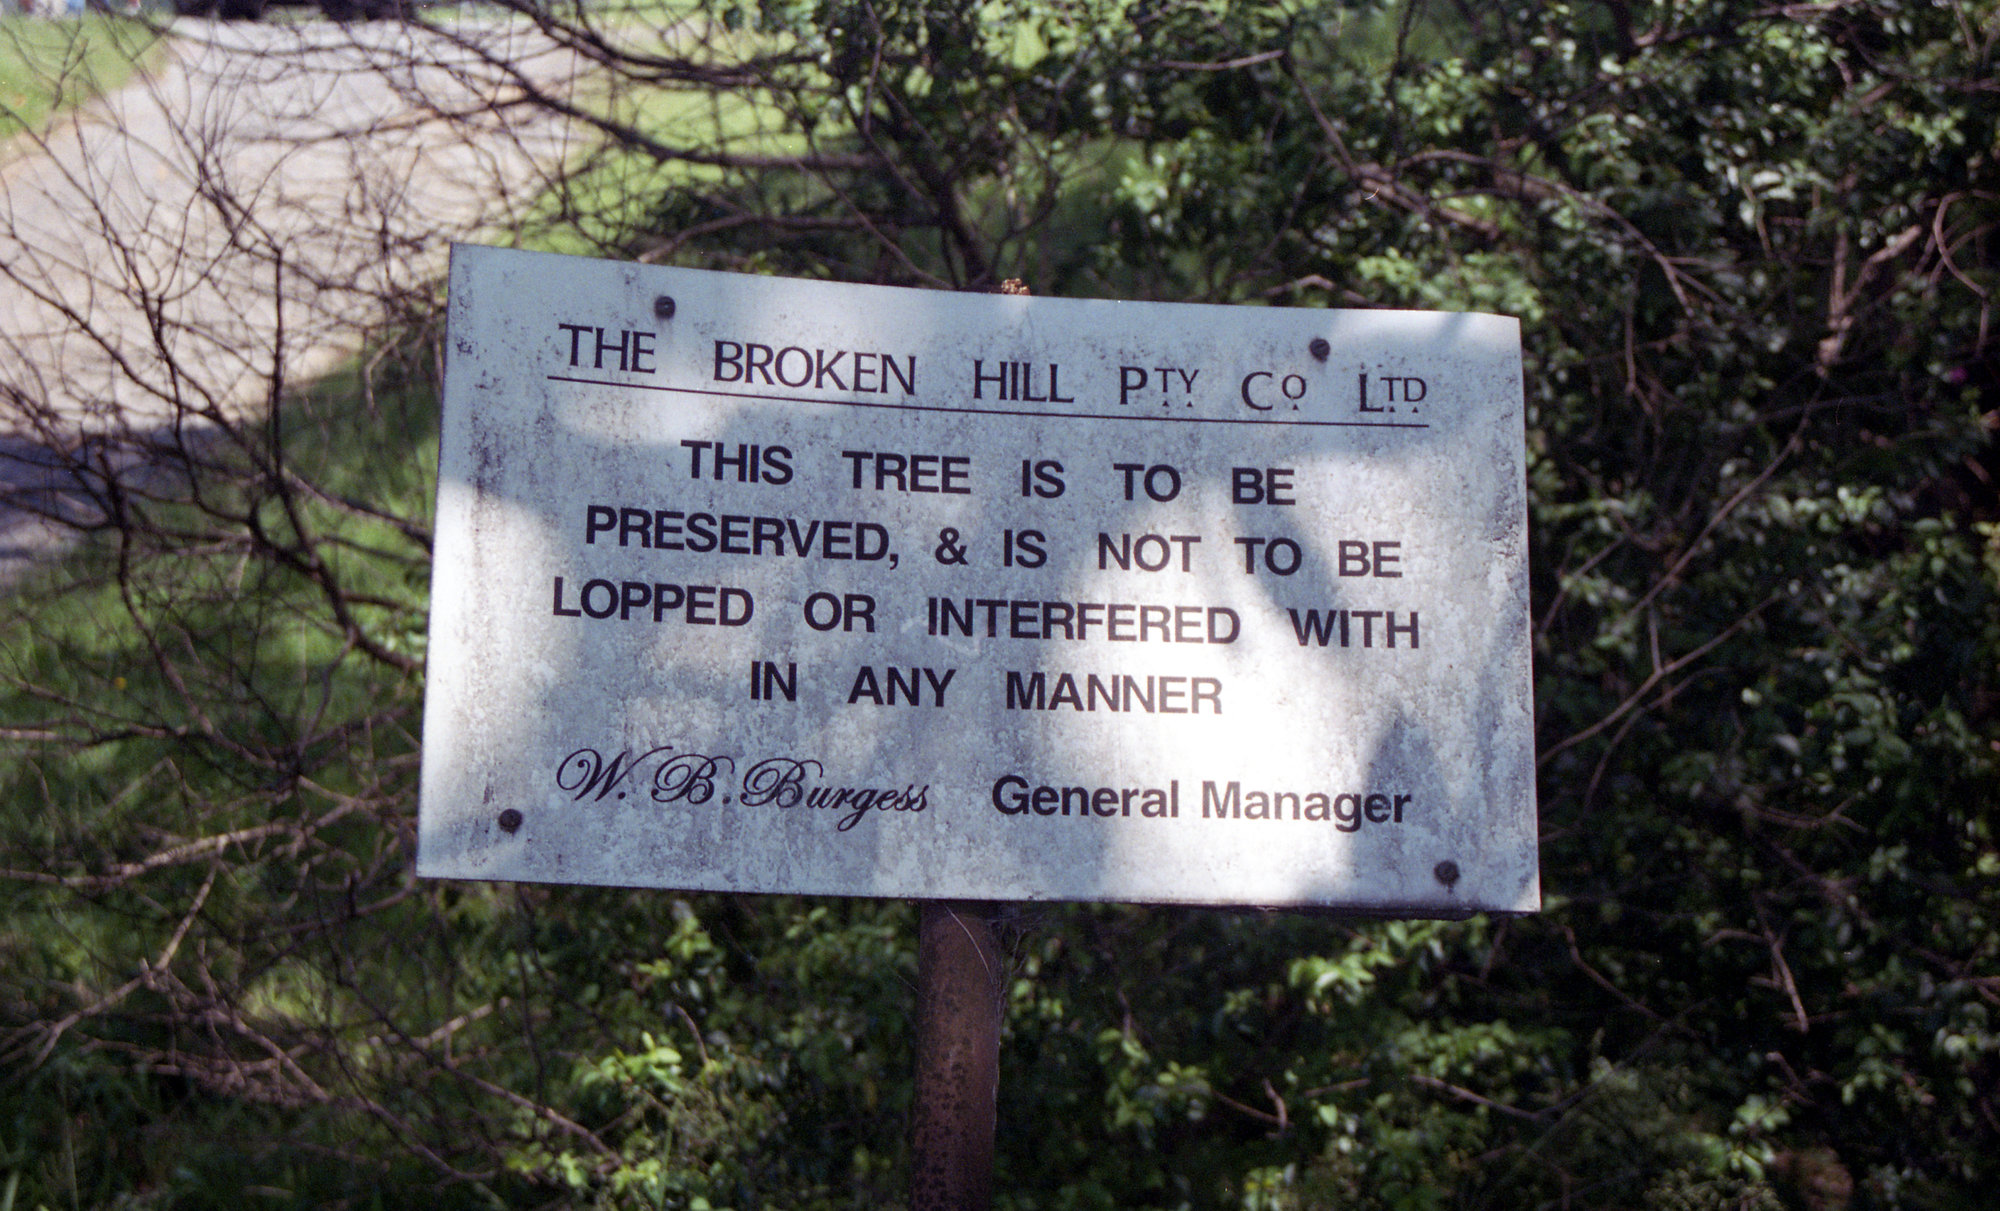 THE BROKEN HILL PTY CO LTD
THIS TREE IS TO BE
PRESERVED, & IS NOT TO BE
LOPPED OR INTERFERED WITH
IN ANY MANNER
W. B. Burgess General Manager